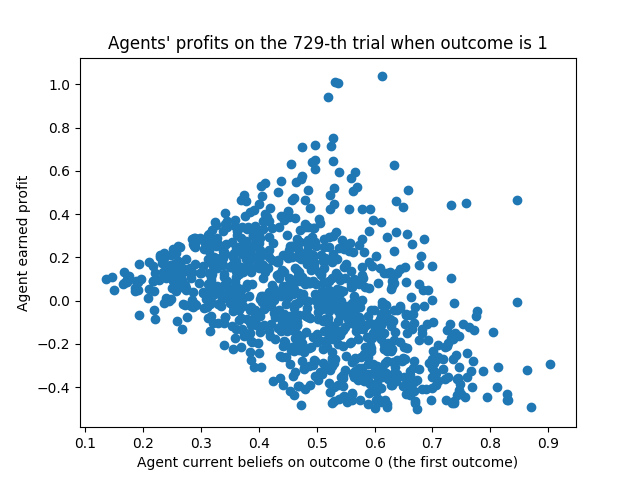 Agents' profits on the 729-th trial when outcome is 1
Agent earned profit
1.0
0.8
0.6
0.4
0.2
0.0
−0.2
−0.4
0.1 0.2 0.3 0.4 0.5 0.6 0.7 0.8 0.9
Agent current beliefs on outcome 0 (the first outcome)